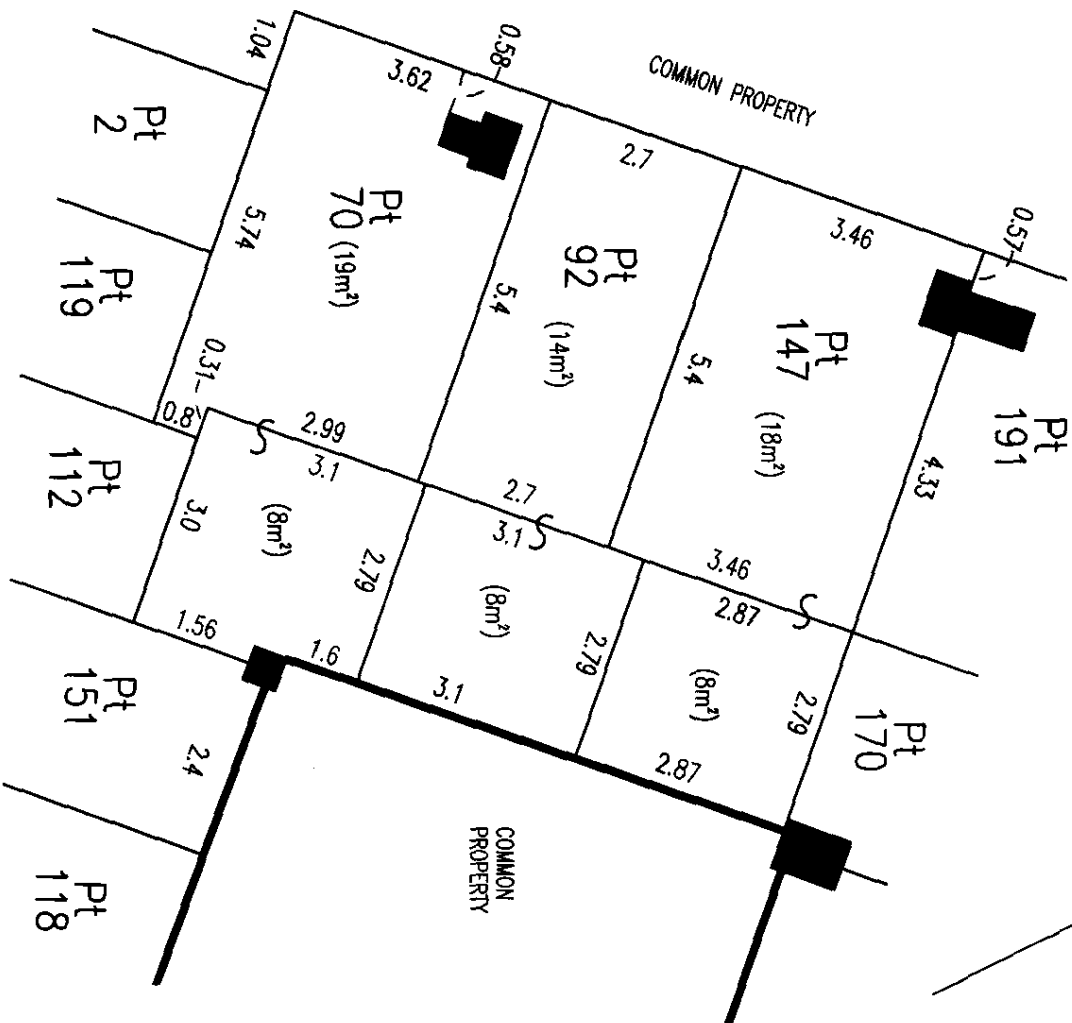 COMMON PROPERTY
0.58
3.62
1.04
2.7
3.46
0.57
Pt
2
Pt
70 (19m²)
5.74
Pt
92
(14m²)
5.4
Pt
147
(18m²)
5.4
Pt
191
4.33
Pt
119
0.31
0.8
2.99
3.1
2.7
3.1
3.46
2.87
Pt
112
3.0
(8m²)
2.79
(8m²)
2.79
(8m²)
2.79
Pt
170
1.56
1.6
3.1
2.87
Pt
151
2.4
COMMON
PROPERTY
Pt
118